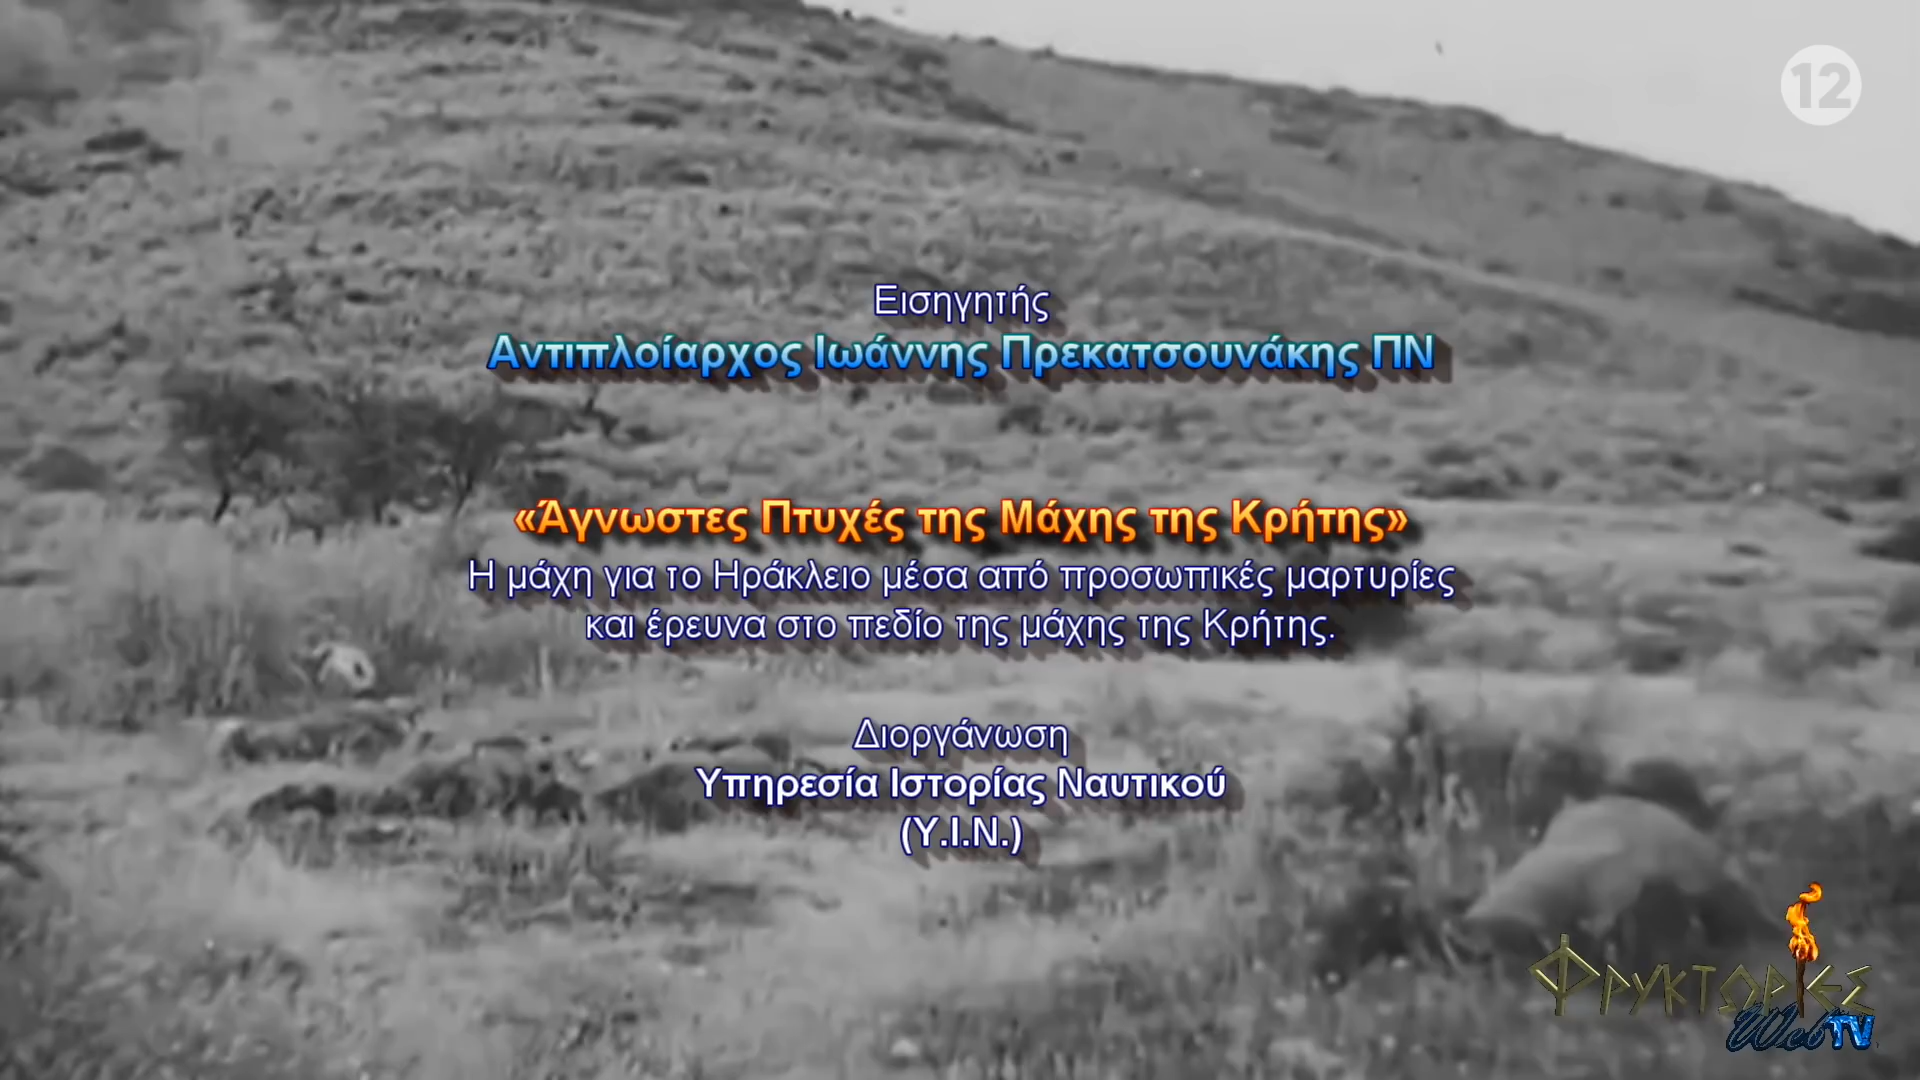 12
Εισηγητής
Αντιπλοίαρχος Ιωάννης Πρεκατσουνάκης ΠΝ
«Άγνωστες Πτυχές της Μάχης της Κρήτης»
Η μάχη για το Ηράκλειο μέσα από προσωπικές μαρτυρίες
και έρευνα στο πεδίο της μάχης της Κρήτης.
Διοργάνωση
Υπηρεσία Ιστορίας Ναυτικού
(Υ.Ι.Ν.)
ΦΡΥΚΤΩΡΙΕΣ
WebTV